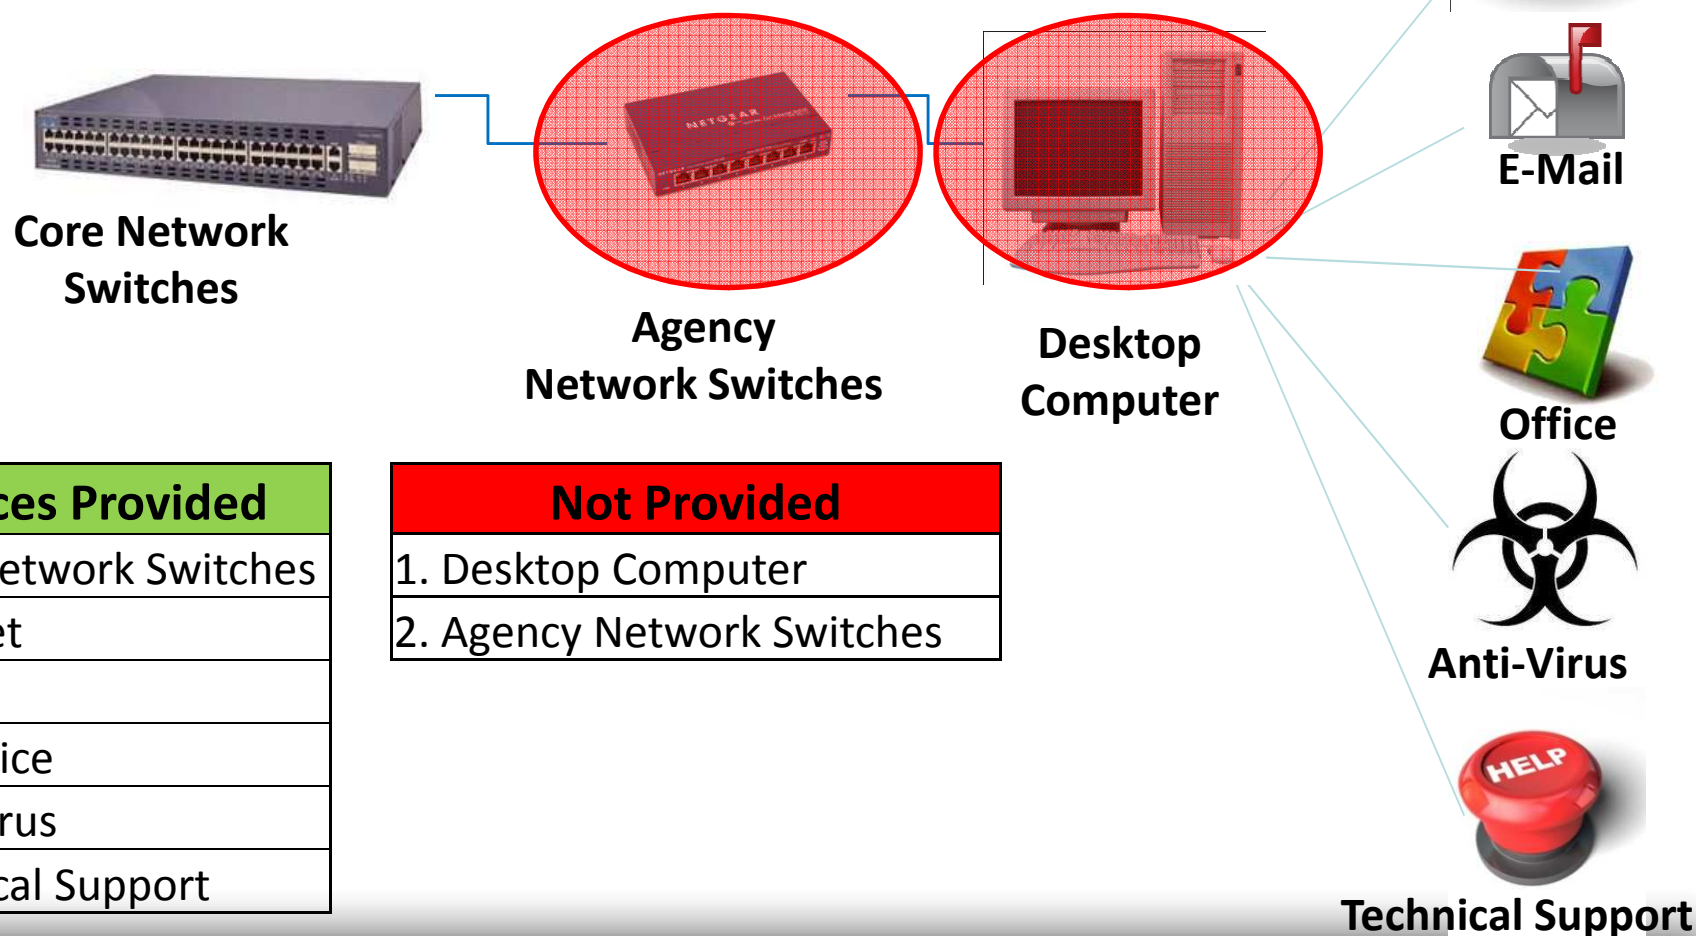 E-Mail
Core Network
Switches
NETGEAR
Agency
Network Switches
Desktop
Computer
Office
ces Provided
etwork Switches
et
ice
rus
cal Support
Not Provided
1. Desktop Computer
2. Agency Network Switches
Anti-Virus
HELP
Technical Support